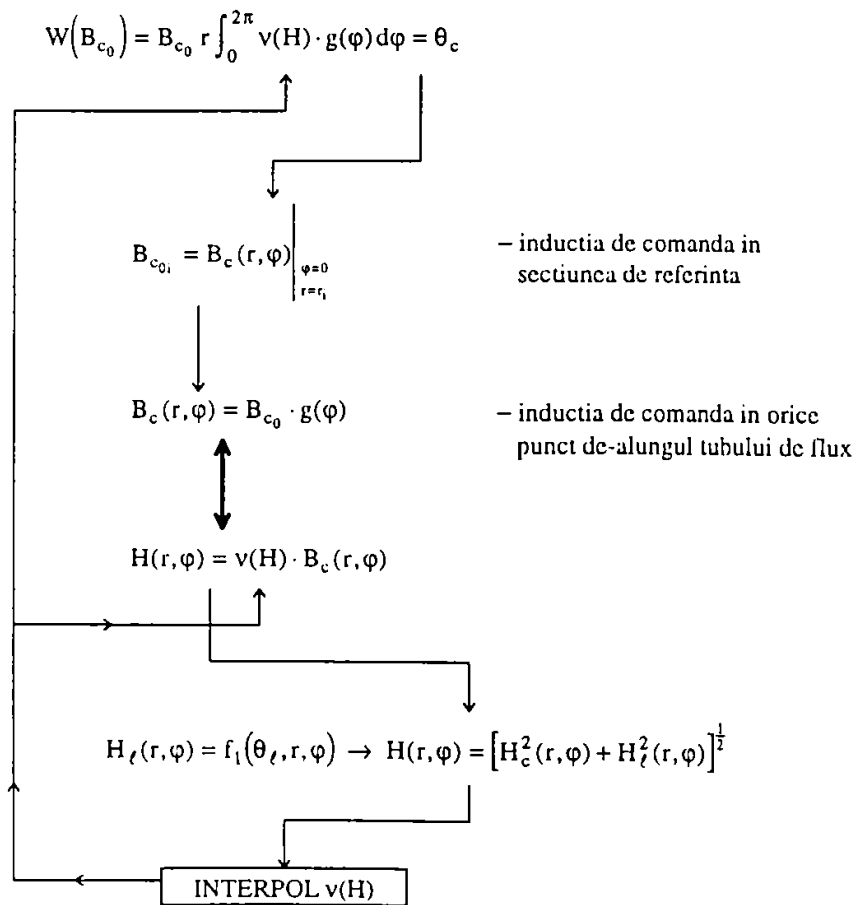 W(B_{c_0}) = B_{c_0} r ∫_0^{2π} ν(H) · g(φ) dφ = θ_c
B_{c_{0i}} = B_c (r, φ) |_{φ=0, r=r_i}
– inductia de comanda in
sectiunea de referinta
B_c (r, φ) = B_{c_0} · g(φ)
– inductia de comanda in orice
punct de-alungul tubului de flux
H(r, φ) = ν(H) · B_c (r, φ)
H_ℓ (r, φ) = f_1(θ_ℓ, r, φ) → H(r, φ) = [H_c^2 (r, φ) + H_ℓ^2 (r, φ)]^{1/2}
INTERPOL ν(H)